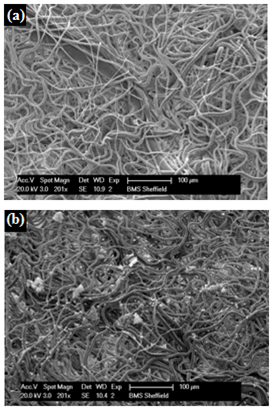 (a)
Acc.V Spot Magn Det WD Exp 100 µm
20.0 kV 3.0 201x SE 10.9 2 BMS Sheffield
(b)
Acc.V Spot Magn Det WD Exp 100 µm
20.0 kV 3.0 201x SE 10.4 2 BMS Sheffield